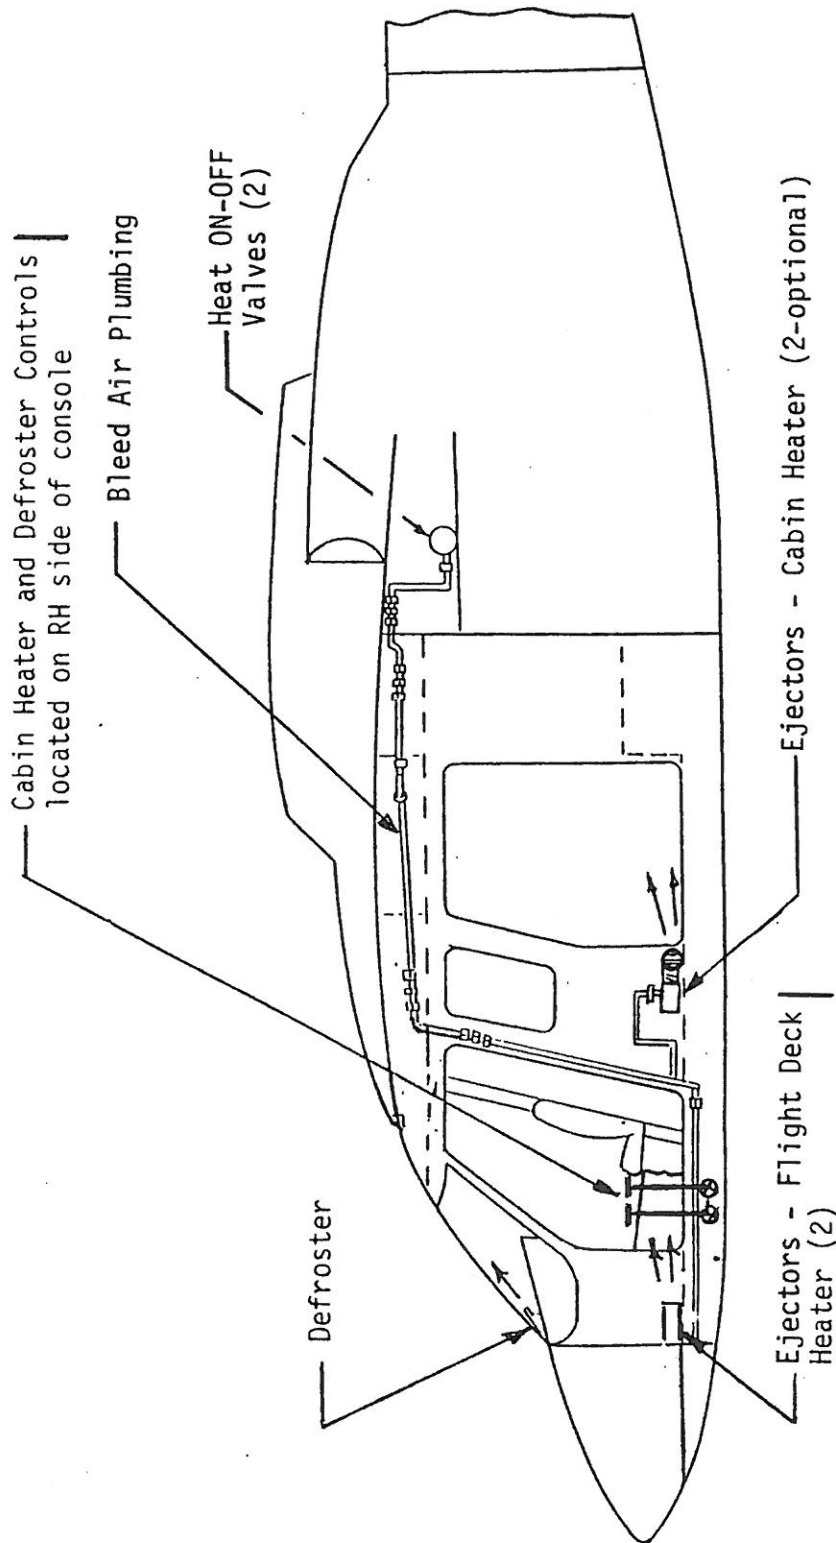 Cabin Heater and Defroster Controls
located on RH side of console
Bleed Air Plumbing
Heat ON-OFF
Valves (2)
Defroster
Ejectors - Flight Deck
Heater (2)
Ejectors - Cabin Heater (2-optional)